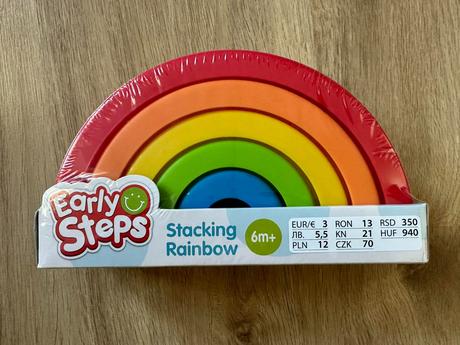 Early
Steps
Stacking
Rainbow
6m+
EUR/€ 3 RON 13 RSD 350
ЛВ. 5,5 KN 21 HUF 940
PLN 12 CZK 70